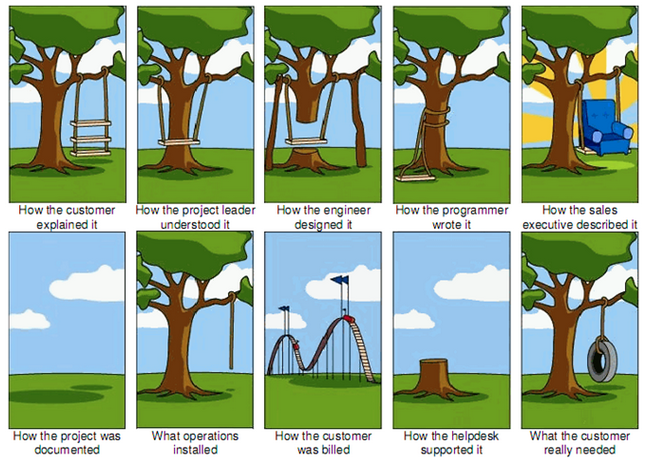 How the customer
explained it
How the project leader
understood it
How the engineer
designed it
How the programmer
wrote it
How the sales
executive described it
How the project was
documented
What operations
installed
How the customer
was billed
How the helpdesk
supported it
What the customer
really needed